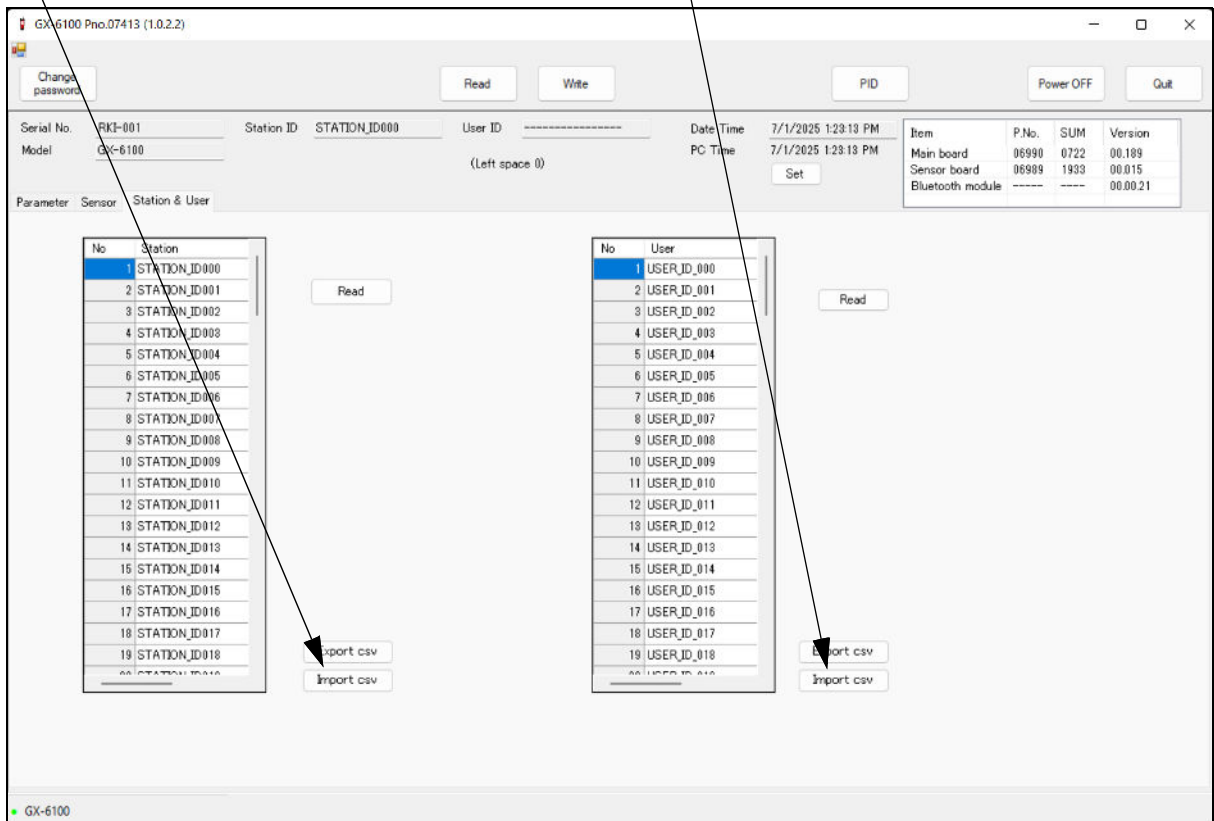 GX-6100 Pno.07413 (1.0.2.2)
Change password
Read
Write
PID
Power OFF
Quit
Serial No. RKI-001 Station ID STATION_ID000 User ID ---------------- Date Time 7/1/2025 1:23:13 PM
Model GX-6100 (Left space 0) PC Time 7/1/2025 1:23:13 PM
Set
Item P.No. SUM Version
Main board 06990 0722 00.189
Sensor board 06989 1933 00.015
Bluetooth module ----- ---- 00.00.21
Parameter Sensor Station & User
No Station
1 STATION_ID000
2 STATION_ID001
3 STATION_ID002
4 STATION_ID003
5 STATION_ID004
6 STATION_ID005
7 STATION_ID006
8 STATION_ID007
9 STATION_ID008
10 STATION_ID009
11 STATION_ID010
12 STATION_ID011
13 STATION_ID012
14 STATION_ID013
15 STATION_ID014
16 STATION_ID015
17 STATION_ID016
18 STATION_ID017
19 STATION_ID018
Read
Export csv
Import csv
No User
1 USER_ID_000
2 USER_ID_001
3 USER_ID_002
4 USER_ID_003
5 USER_ID_004
6 USER_ID_005
7 USER_ID_006
8 USER_ID_007
9 USER_ID_008
10 USER_ID_009
11 USER_ID_010
12 USER_ID_011
13 USER_ID_012
14 USER_ID_013
15 USER_ID_014
16 USER_ID_015
17 USER_ID_016
18 USER_ID_017
19 USER_ID_018
Read
Export csv
Import csv
GX-6100